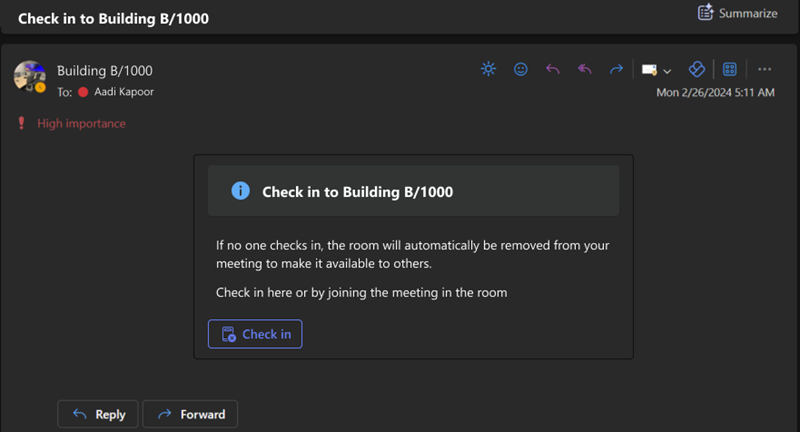 Check in to Building B/1000
Summarize
Building B/1000
To: Aadi Kapoor
Mon 2/26/2024 5:11 AM
High importance
Check in to Building B/1000
If no one checks in, the room will automatically be removed from your
meeting to make it available to others.
Check in here or by joining the meeting in the room
Check in
Reply
Forward